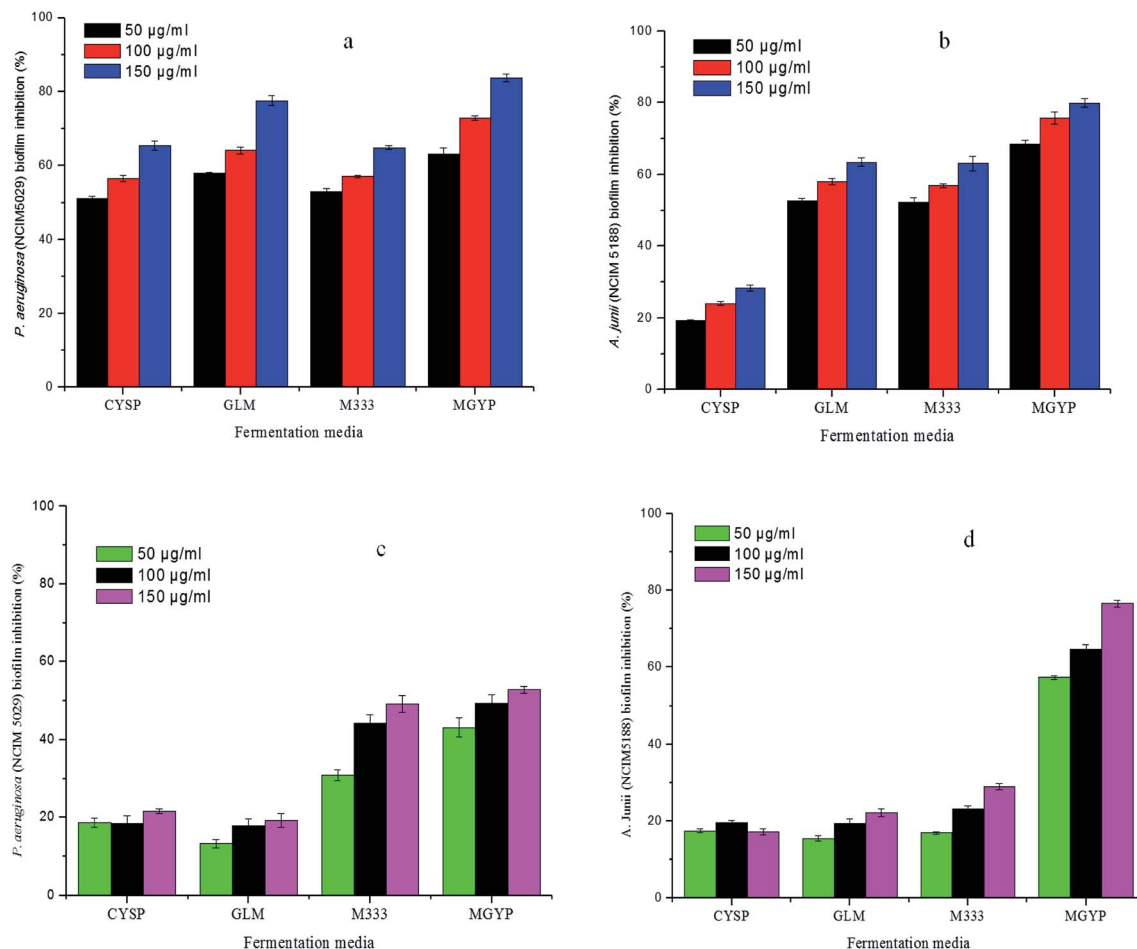 a
50 µg/ml
100 µg/ml
150 µg/ml
P. aeruginosa (NCIM5029) biofilm inhibition (%)
100
80
60
40
20
0
CYSP GLM M333 MGYP
Fermentation media
b
50 µg/ml
100 µg/ml
150 µg/ml
A. junii (NCIM 5188) biofilm inhibition (%)
100
80
60
40
20
0
CYSP GLM M333 MGYP
Fermentation media
c
50 µg/ml
100 µg/ml
150 µg/ml
P. aeruginosa (NCIM 5029) biofilm inhibition (%)
100
80
60
40
20
0
CYSP GLM M333 MGYP
Fermentation media
d
50 µg/ml
100 µg/ml
150 µg/ml
A. Junii (NCIM5188) biofilm inhibition (%)
100
80
60
40
20
0
CYSP GLM M333 MGYP
Fermentation media